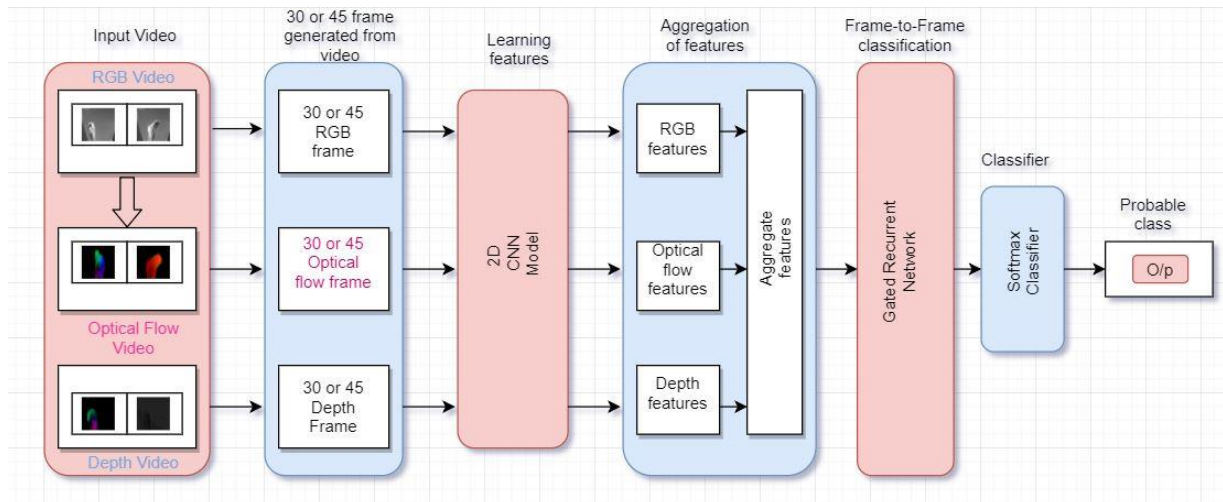 Input Video
30 or 45 frame
generated from
video
Learning
features
Aggregation
of features
Frame-to-Frame
classification
RGB Video
30 or 45
RGB
frame
RGB
features
Optical Flow
Video
30 or 45
Optical
flow frame
2D
CNN
Model
Optical
flow
features
Aggregate
features
Gated Recurrent
Network
Classifier
Softmax
Classifier
Probable
class
O/p
30 or 45
Depth
Frame
Depth
features
Depth Video